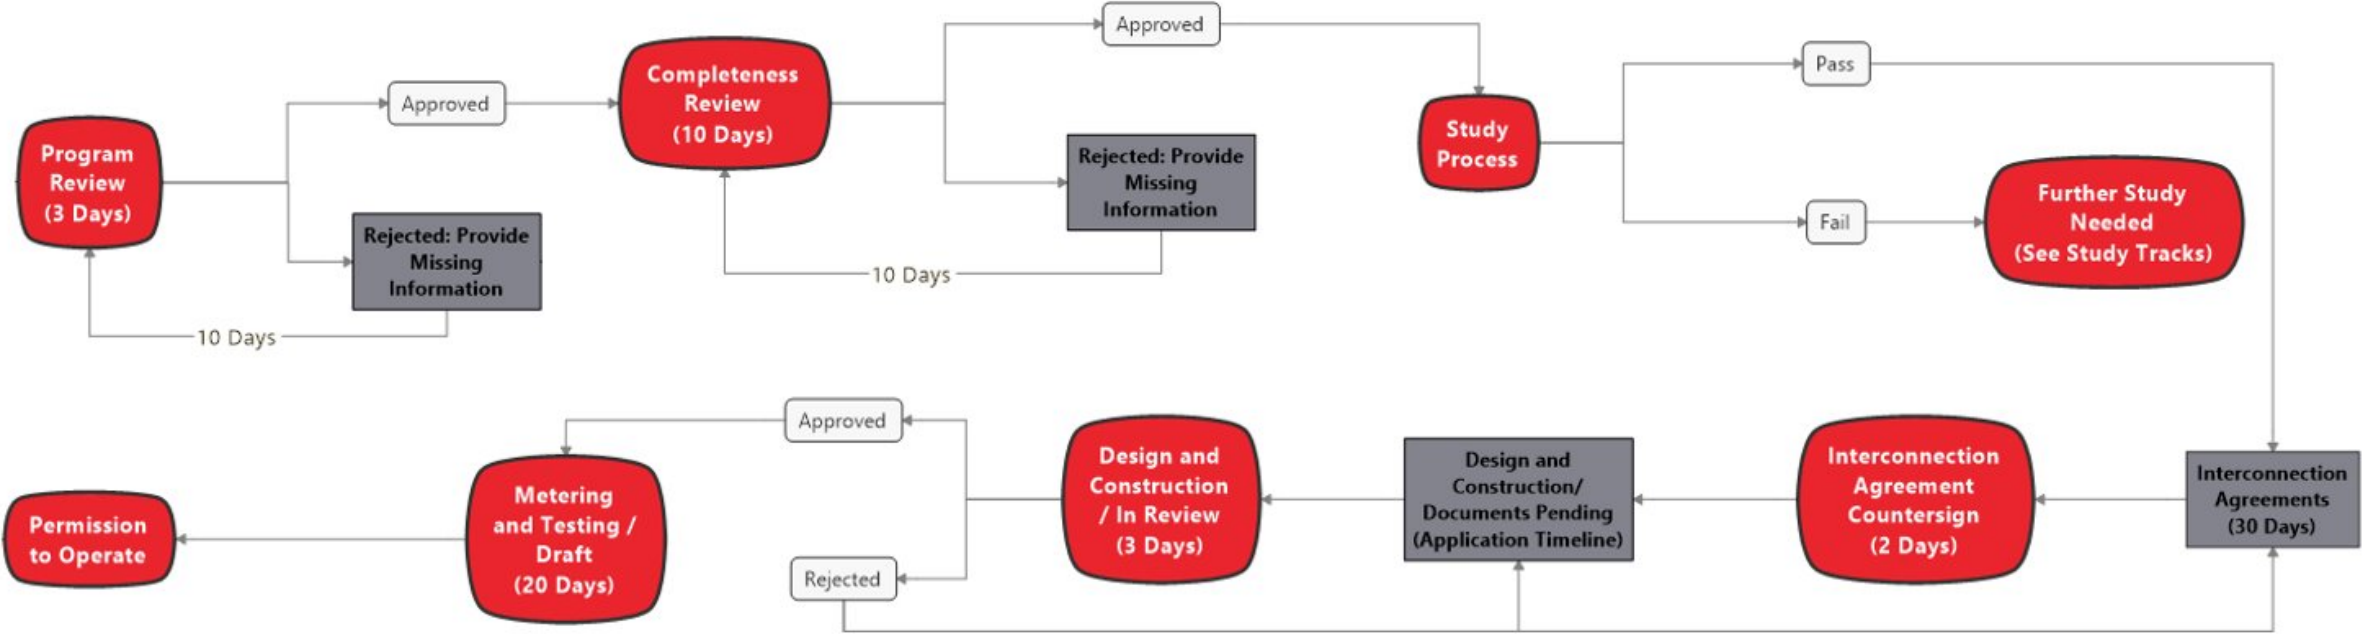 Approved
Completeness
Review
(10 Days)
Pass
Approved
Program
Review
(3 Days)
Study
Process
Rejected: Provide
Missing
Information
Further Study
Needed
(See Study Tracks)
Fail
Rejected: Provide
Missing
Information
10 Days
10 Days
Approved
Permission
to Operate
Metering
and Testing /
Draft
(20 Days)
Design and
Construction
/ In Review
(3 Days)
Design and
Construction/
Documents Pending
(Application Timeline)
Interconnection
Agreement
Countersign
(2 Days)
Interconnection
Agreements
(30 Days)
Rejected